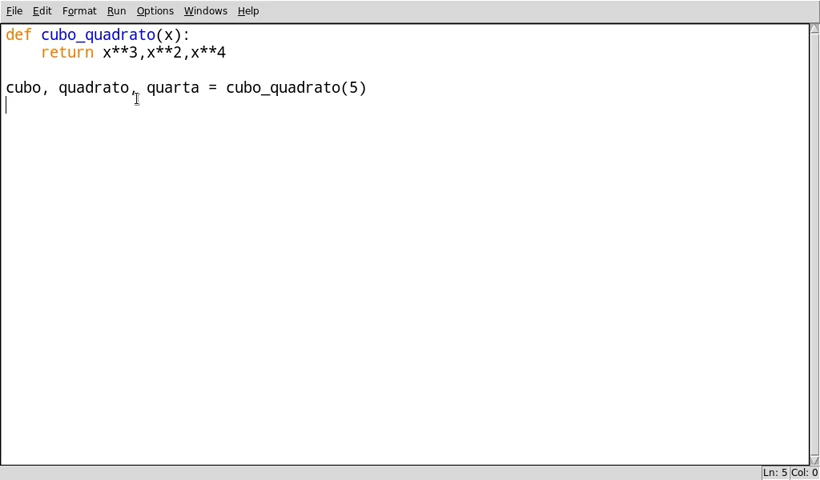 File Edit Format Run Options Windows Help
def cubo_quadrato(x):
    return x**3,x**2,x**4
cubo, quadrato, quarta = cubo_quadrato(5)
Ln: 5 Col: 0